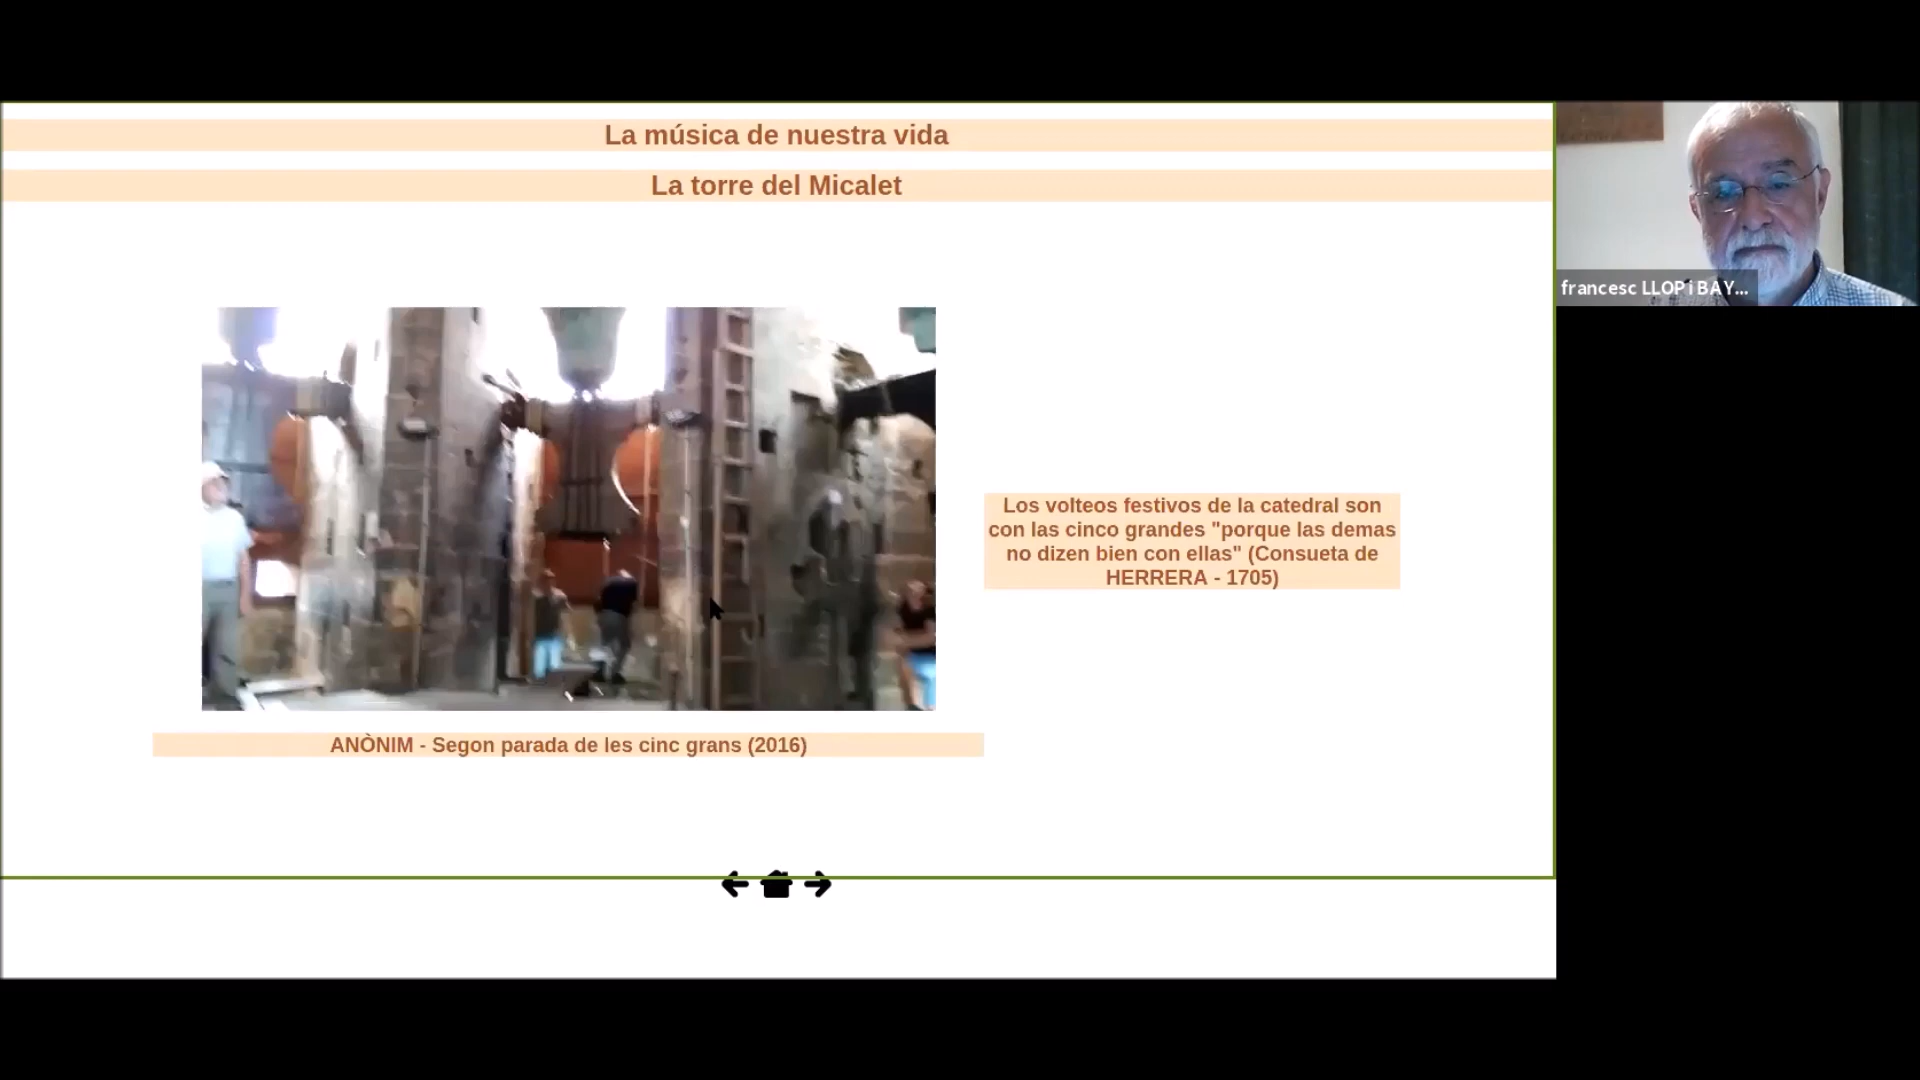 La música de nuestra vida
La torre del Micalet
francesc LLOP i BAY...
Los volteos festivos de la catedral son
con las cinco grandes "porque las demas
no dizen bien con ellas" (Consueta de
HERRERA - 1705)
ANÒNIM - Segon parada de les cinc grans (2016)